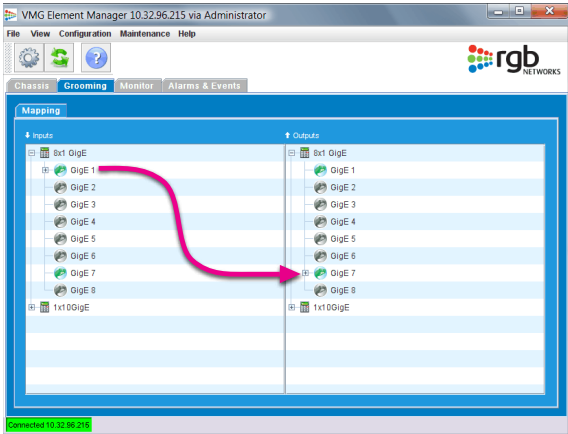 VMG Element Manager 10.32.96.215 via Administrator
File View Configuration Maintenance Help
rgb
NETWORKS
Chassis Grooming Monitor Alarms & Events
Mapping
Inputs
8x1 GigE
GigE 1
GigE 2
GigE 3
GigE 4
GigE 5
GigE 6
GigE 7
GigE 8
1x10GigE
Outputs
8x1 GigE
GigE 1
GigE 2
GigE 3
GigE 4
GigE 5
GigE 6
GigE 7
GigE 8
1x10GigE
Connected 10.32.96.215